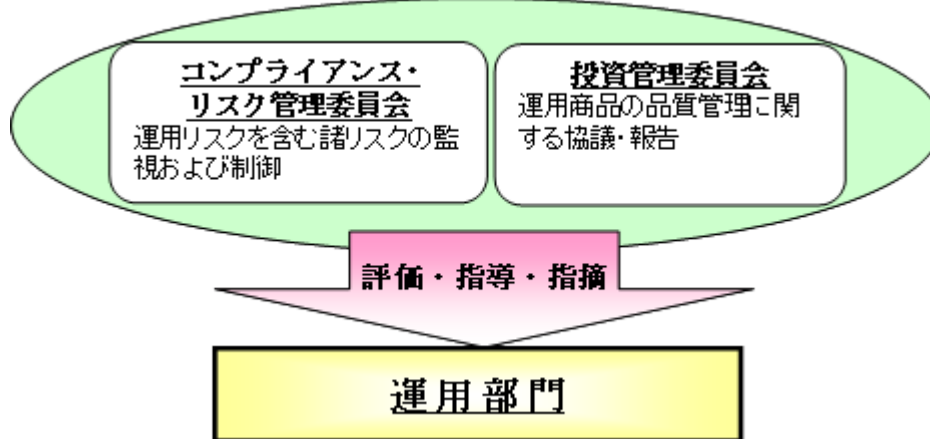 コンプライアンス・
リスク管理委員会
運用リスクを含む諸リスクの監
視および制御
投資管理委員会
運用商品の品質管理に関
する協議・報告
評価・指導・指摘
運用部門